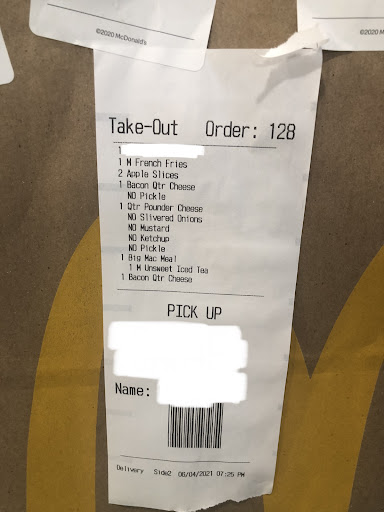 ©2020 McDonald's
©2020 McDonald's
Take-Out Order: 128
1
1 M French Fries
2 Apple Slices
1 Bacon Qtr Cheese
NO Pickle
1 Qtr Pounder Cheese
NO Slivered Onions
NO Mustard
NO Ketchup
NO Pickle
1 Big Mac Meal
1 M Unsweet Iced Tea
1 Bacon Qtr Cheese
PICK UP
Name:
Delivery Side2 06/04/2021 07:25 PM